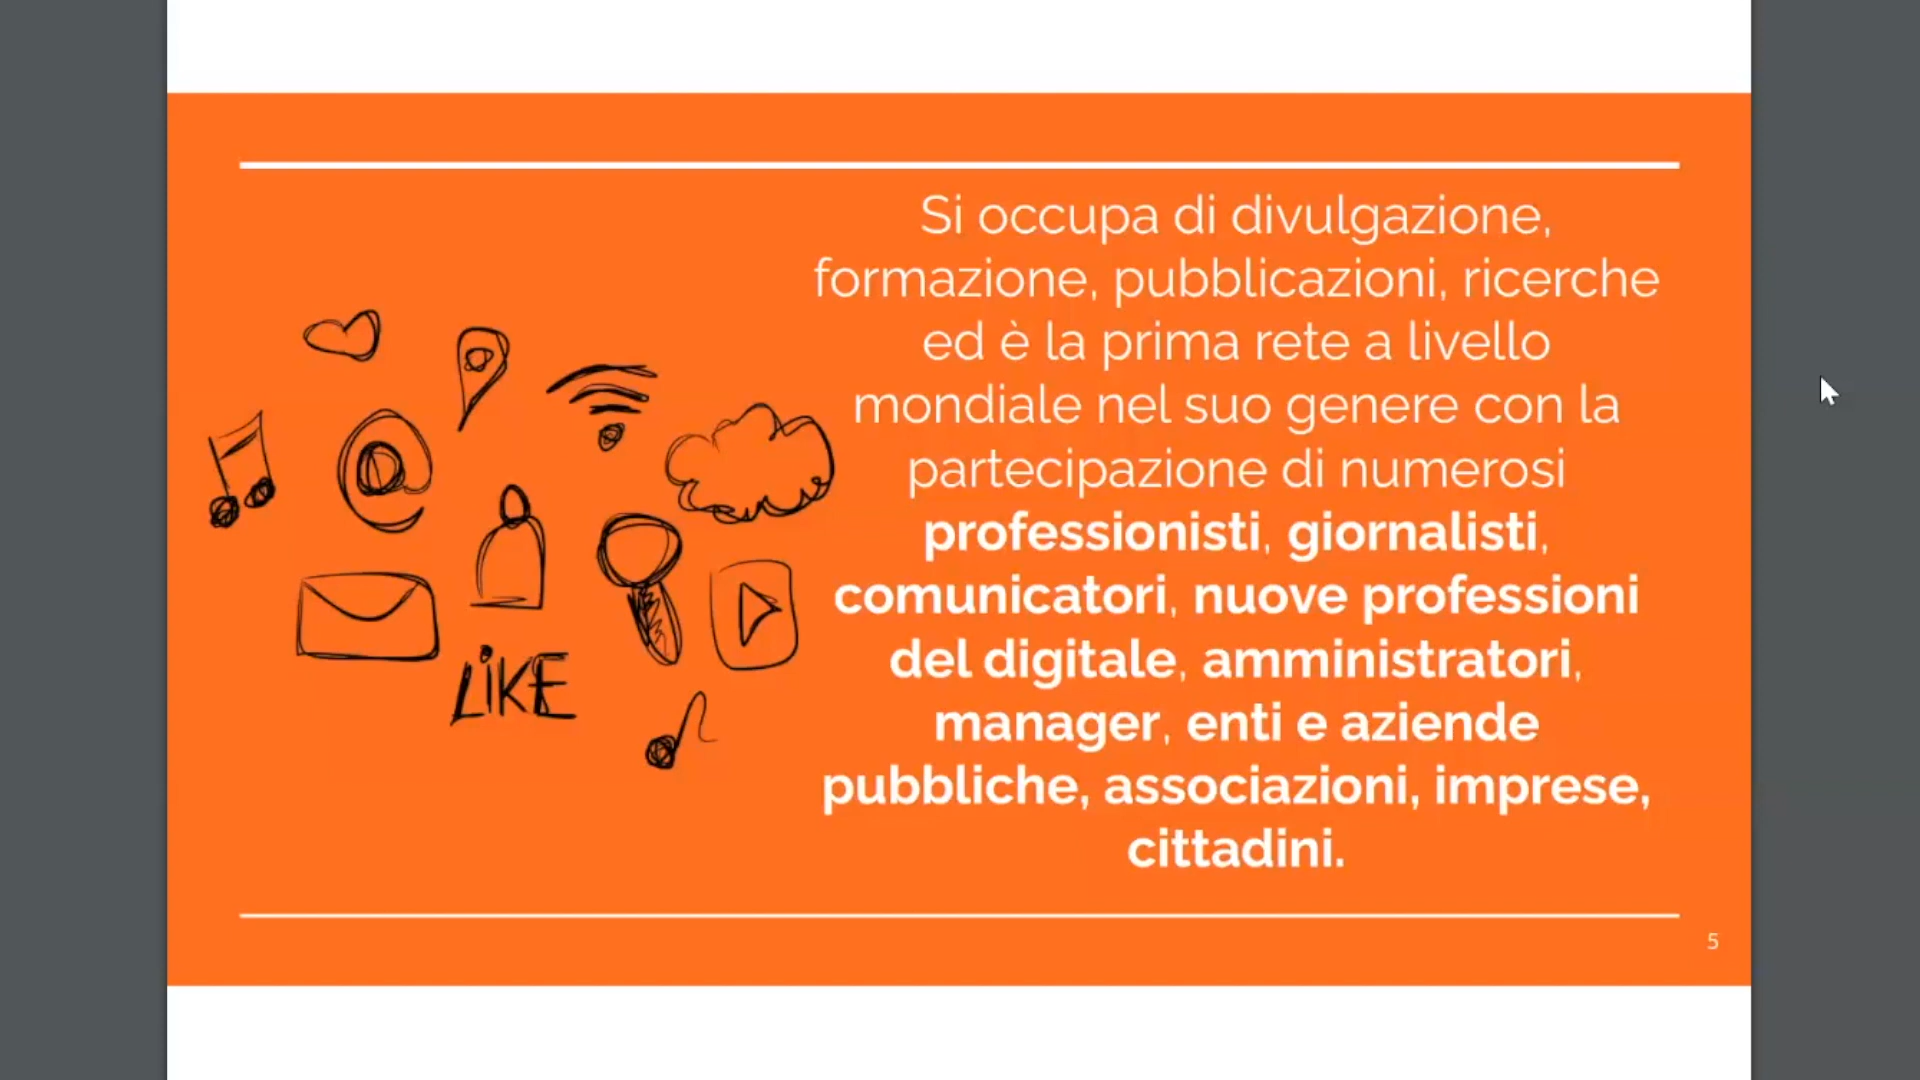 Si occupa di divulgazione,
formazione, pubblicazioni, ricerche
ed è la prima rete a livello
mondiale nel suo genere con la
partecipazione di numerosi
professionisti, giornalisti,
comunicatori, nuove professioni
del digitale, amministratori,
manager, enti e aziende
pubbliche, associazioni, imprese,
cittadini.
LiKE
5